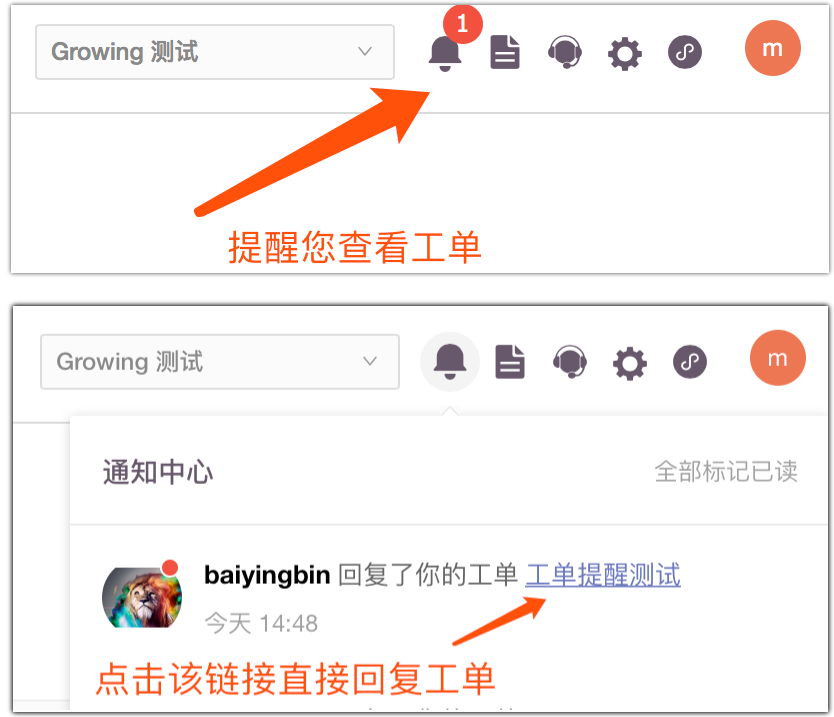 Growing 测试
1
m
提醒您查看工单
Growing 测试
m
通知中心
全部标记已读
baiyingbin 回复了你的工单 工单提醒测试
今天 14:48
点击该链接直接回复工单